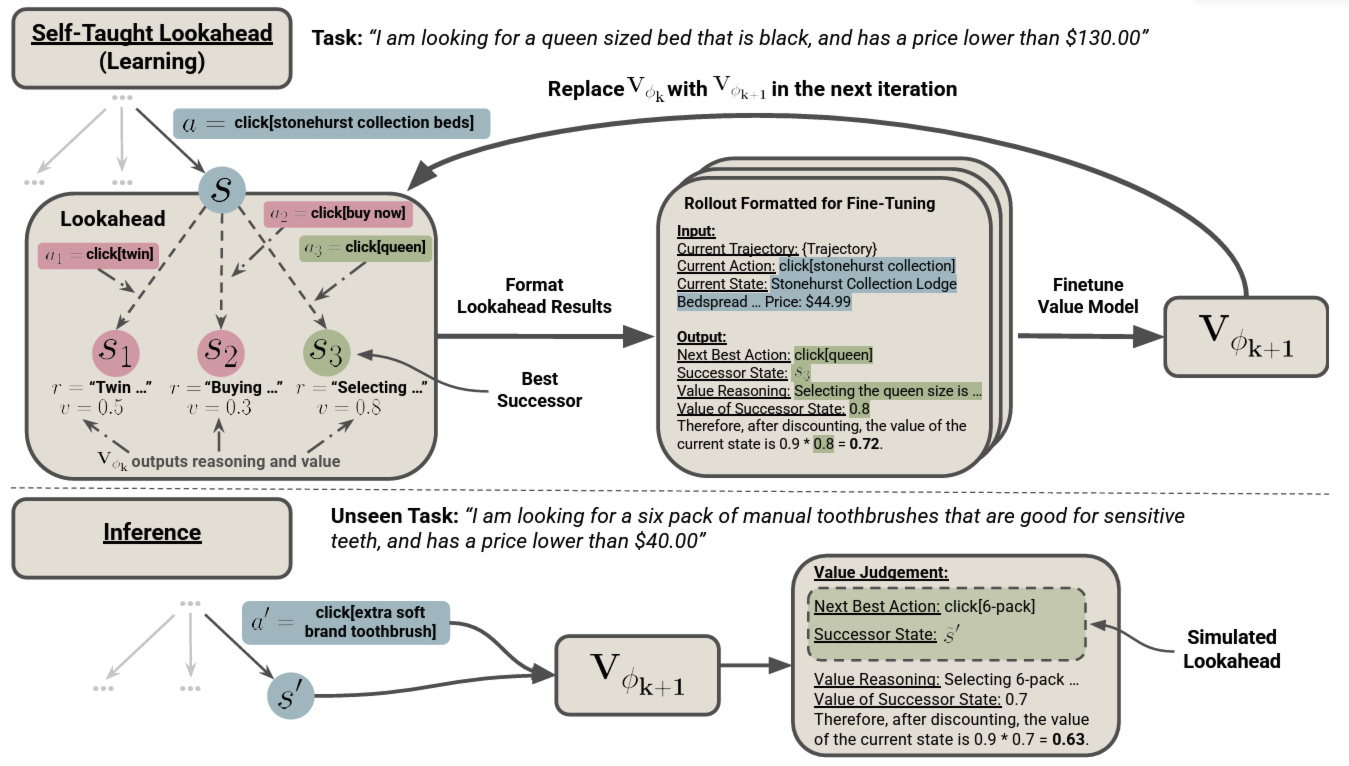 Self-Taught Lookahead
(Learning)
Task: “I am looking for a queen sized bed that is black, and has a price lower than $130.00”
Replace V_{ϕ_k} with V_{ϕ_{k+1}} in the next iteration
...
a = click[stonehurst collection beds]
...
...
s
Lookahead
a_2 = click[buy now]
a_1 = click[twin]
a_3 = click[queen]
s_1
s_2
s_3
r = “Twin ...”
v = 0.5
r = “Buying ...”
v = 0.3
r = “Selecting ...”
v = 0.8
V_{ϕ_k} outputs reasoning and value
Best
Successor
Format
Lookahead Results
Rollout Formatted for Fine-Tuning
Input:
Current Trajectory: {Trajectory}
Current Action: click[stonehurst collection]
Current State: Stonehurst Collection Lodge
Bedspread ... Price: $44.99
Output:
Next Best Action: click[queen]
Successor State: s_3
Value Reasoning: Selecting the queen size is ...
Value of Successor State: 0.8
Therefore, after discounting, the value of the
current state is 0.9 * 0.8 = 0.72.
Finetune
Value Model
V_{ϕ_{k+1}}
Inference
Unseen Task: “I am looking for a six pack of manual toothbrushes that are good for sensitive
teeth, and has a price lower than $40.00”
...
a′ = click[extra soft
brand toothbrush]
...
...
s′
V_{ϕ_{k+1}}
Value Judgement:
Next Best Action: click[6-pack]
Successor State: s̃′
Value Reasoning: Selecting 6-pack ...
Value of Successor State: 0.7
Therefore, after discounting, the value
of the current state is 0.9 * 0.7 = 0.63.
Simulated
Lookahead